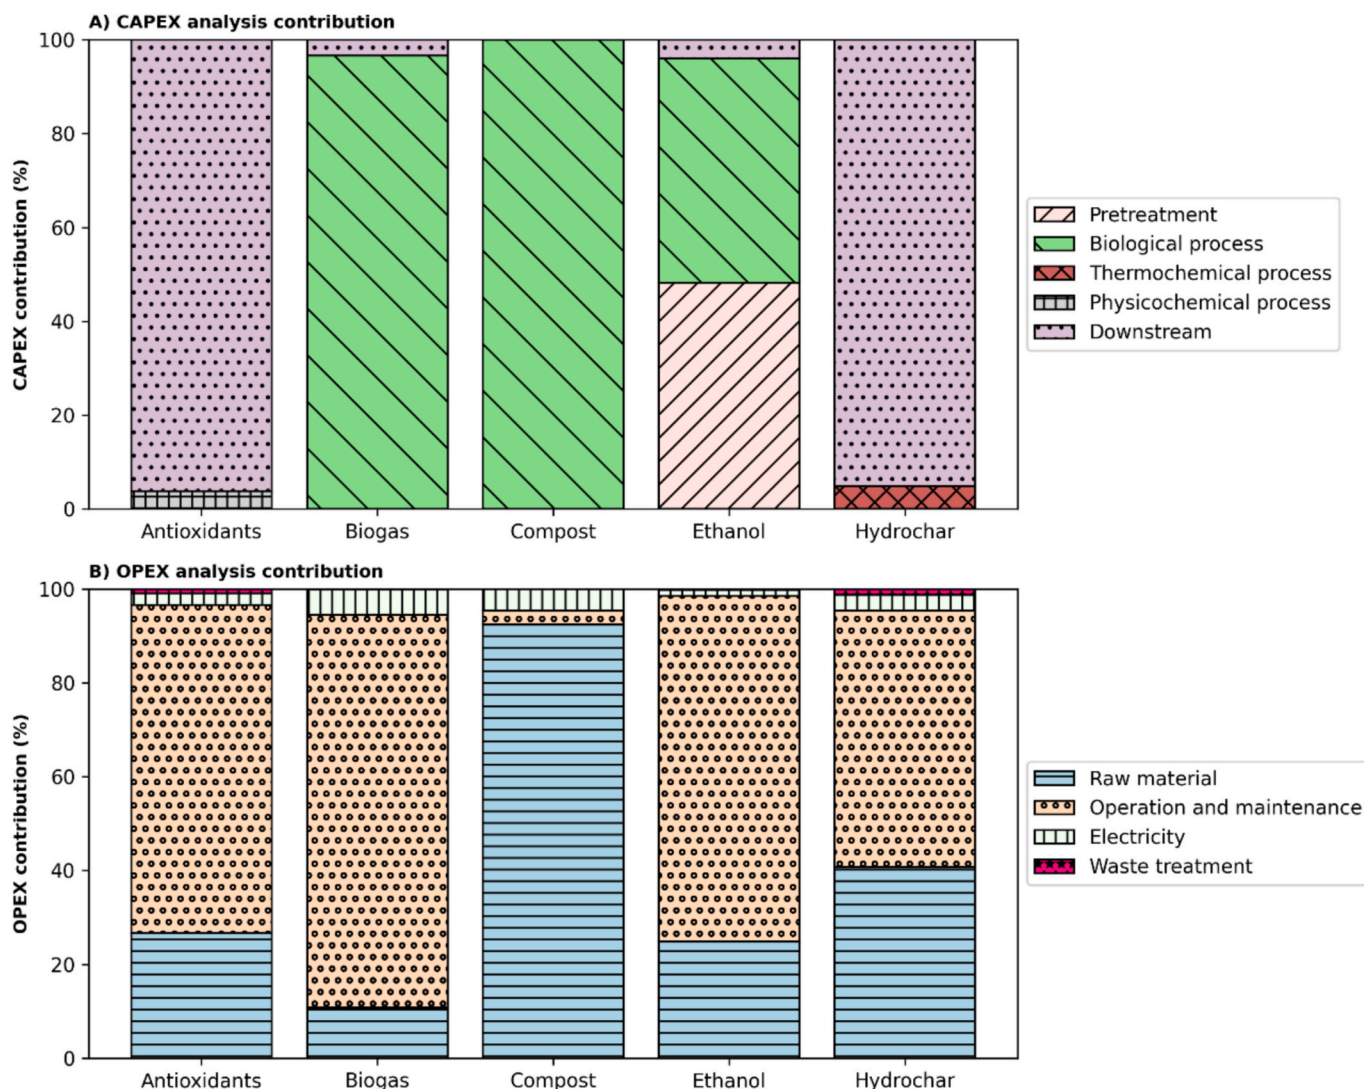 A) CAPEX analysis contribution
100
80
60
40
20
0
CAPEX contribution (%)
Antioxidants Biogas Compost Ethanol Hydrochar
Pretreatment
Biological process
Thermochemical process
Physicochemical process
Downstream
B) OPEX analysis contribution
100
80
60
40
20
0
OPEX contribution (%)
Antioxidants Biogas Compost Ethanol Hydrochar
Raw material
Operation and maintenance
Electricity
Waste treatment